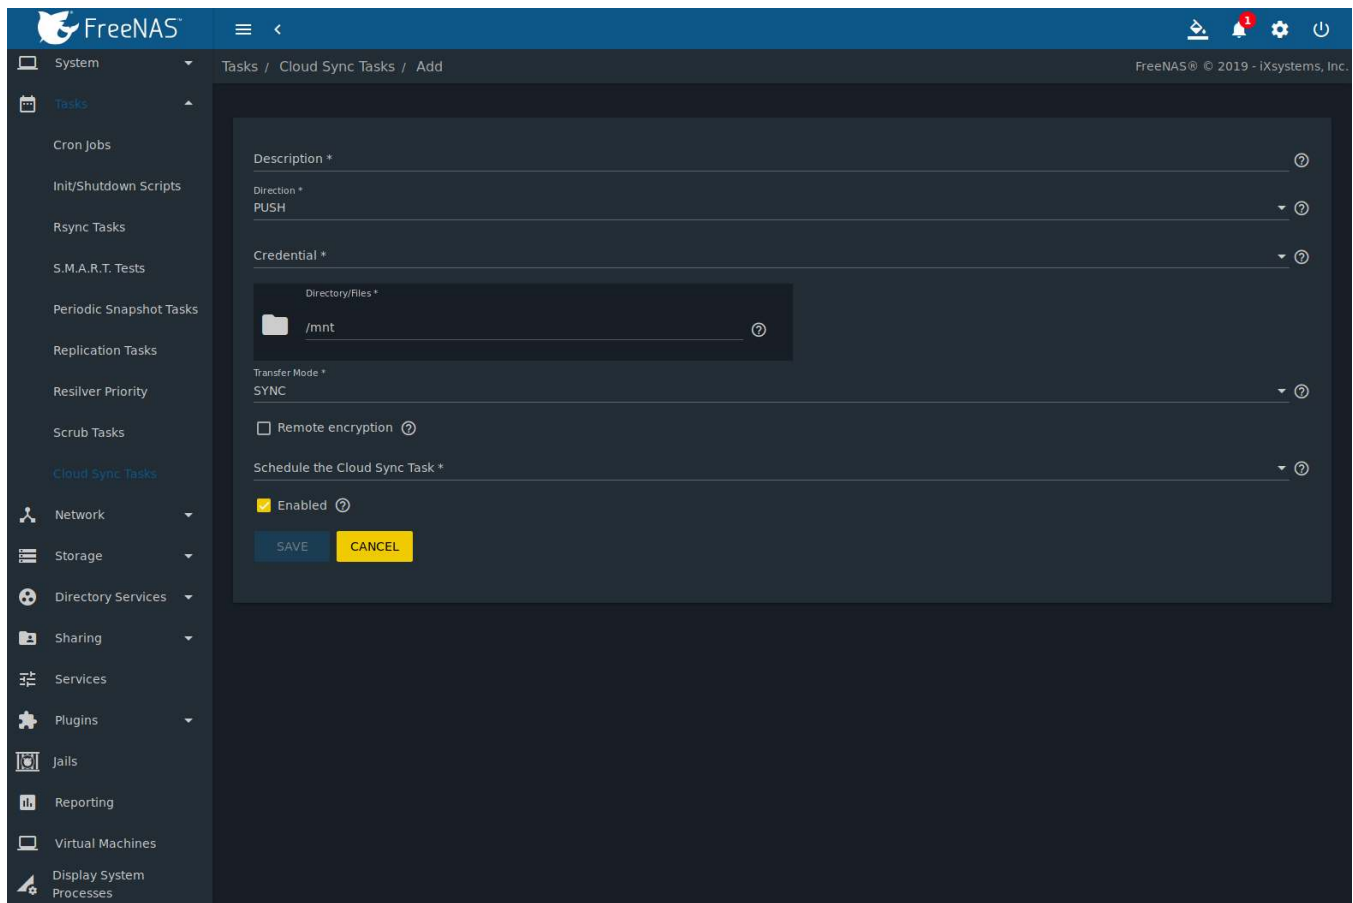 FreeNAS™
1
System
Tasks / Cloud Sync Tasks / Add
FreeNAS® © 2019 - iXsystems, Inc.
Tasks
Cron Jobs
Init/Shutdown Scripts
Rsync Tasks
S.M.A.R.T. Tests
Periodic Snapshot Tasks
Replication Tasks
Resilver Priority
Scrub Tasks
Cloud Sync Tasks
Network
Storage
Directory Services
Sharing
Services
Plugins
Jails
Reporting
Virtual Machines
Display System
Processes
Description *
Direction *
PUSH
Credential *
Directory/Files *
/mnt
Transfer Mode *
SYNC
Remote encryption
Schedule the Cloud Sync Task *
Enabled
SAVE
CANCEL